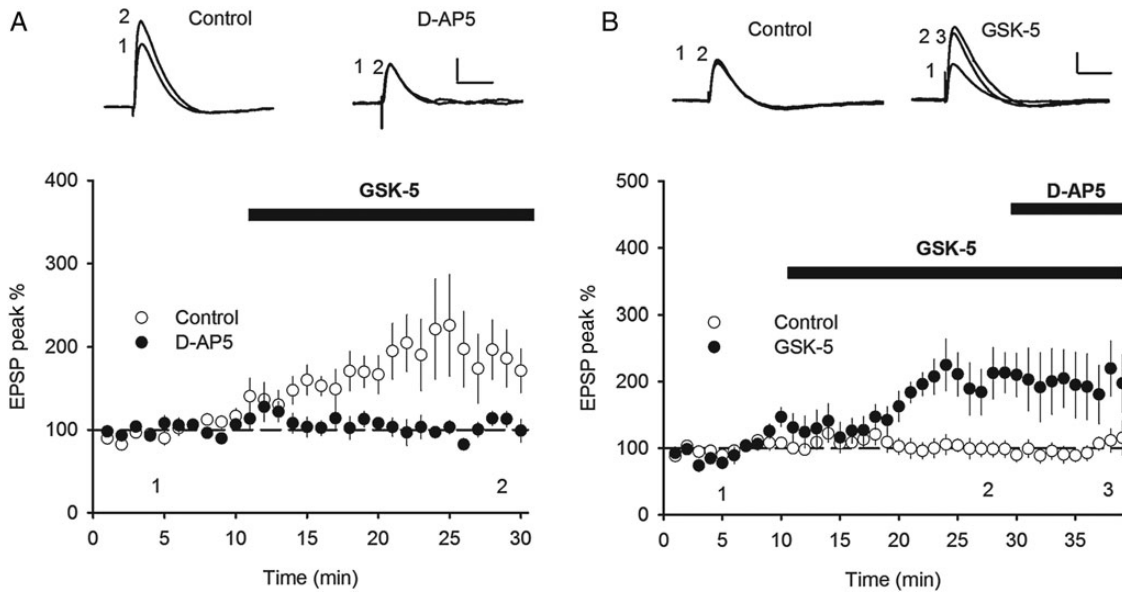 A
2
1
Control
D-AP5
1 2
400
300
200
100
0
EPSP peak %
GSK-5
Control
D-AP5
1
2
0 5 10 15 20 25 30
Time (min)
B
Control
1 2
GSK-5
2 3
1
500
400
300
200
100
0
EPSP peak %
D-AP5
GSK-5
Control
GSK-5
1
2
3
0 5 10 15 20 25 30 35
Time (min)